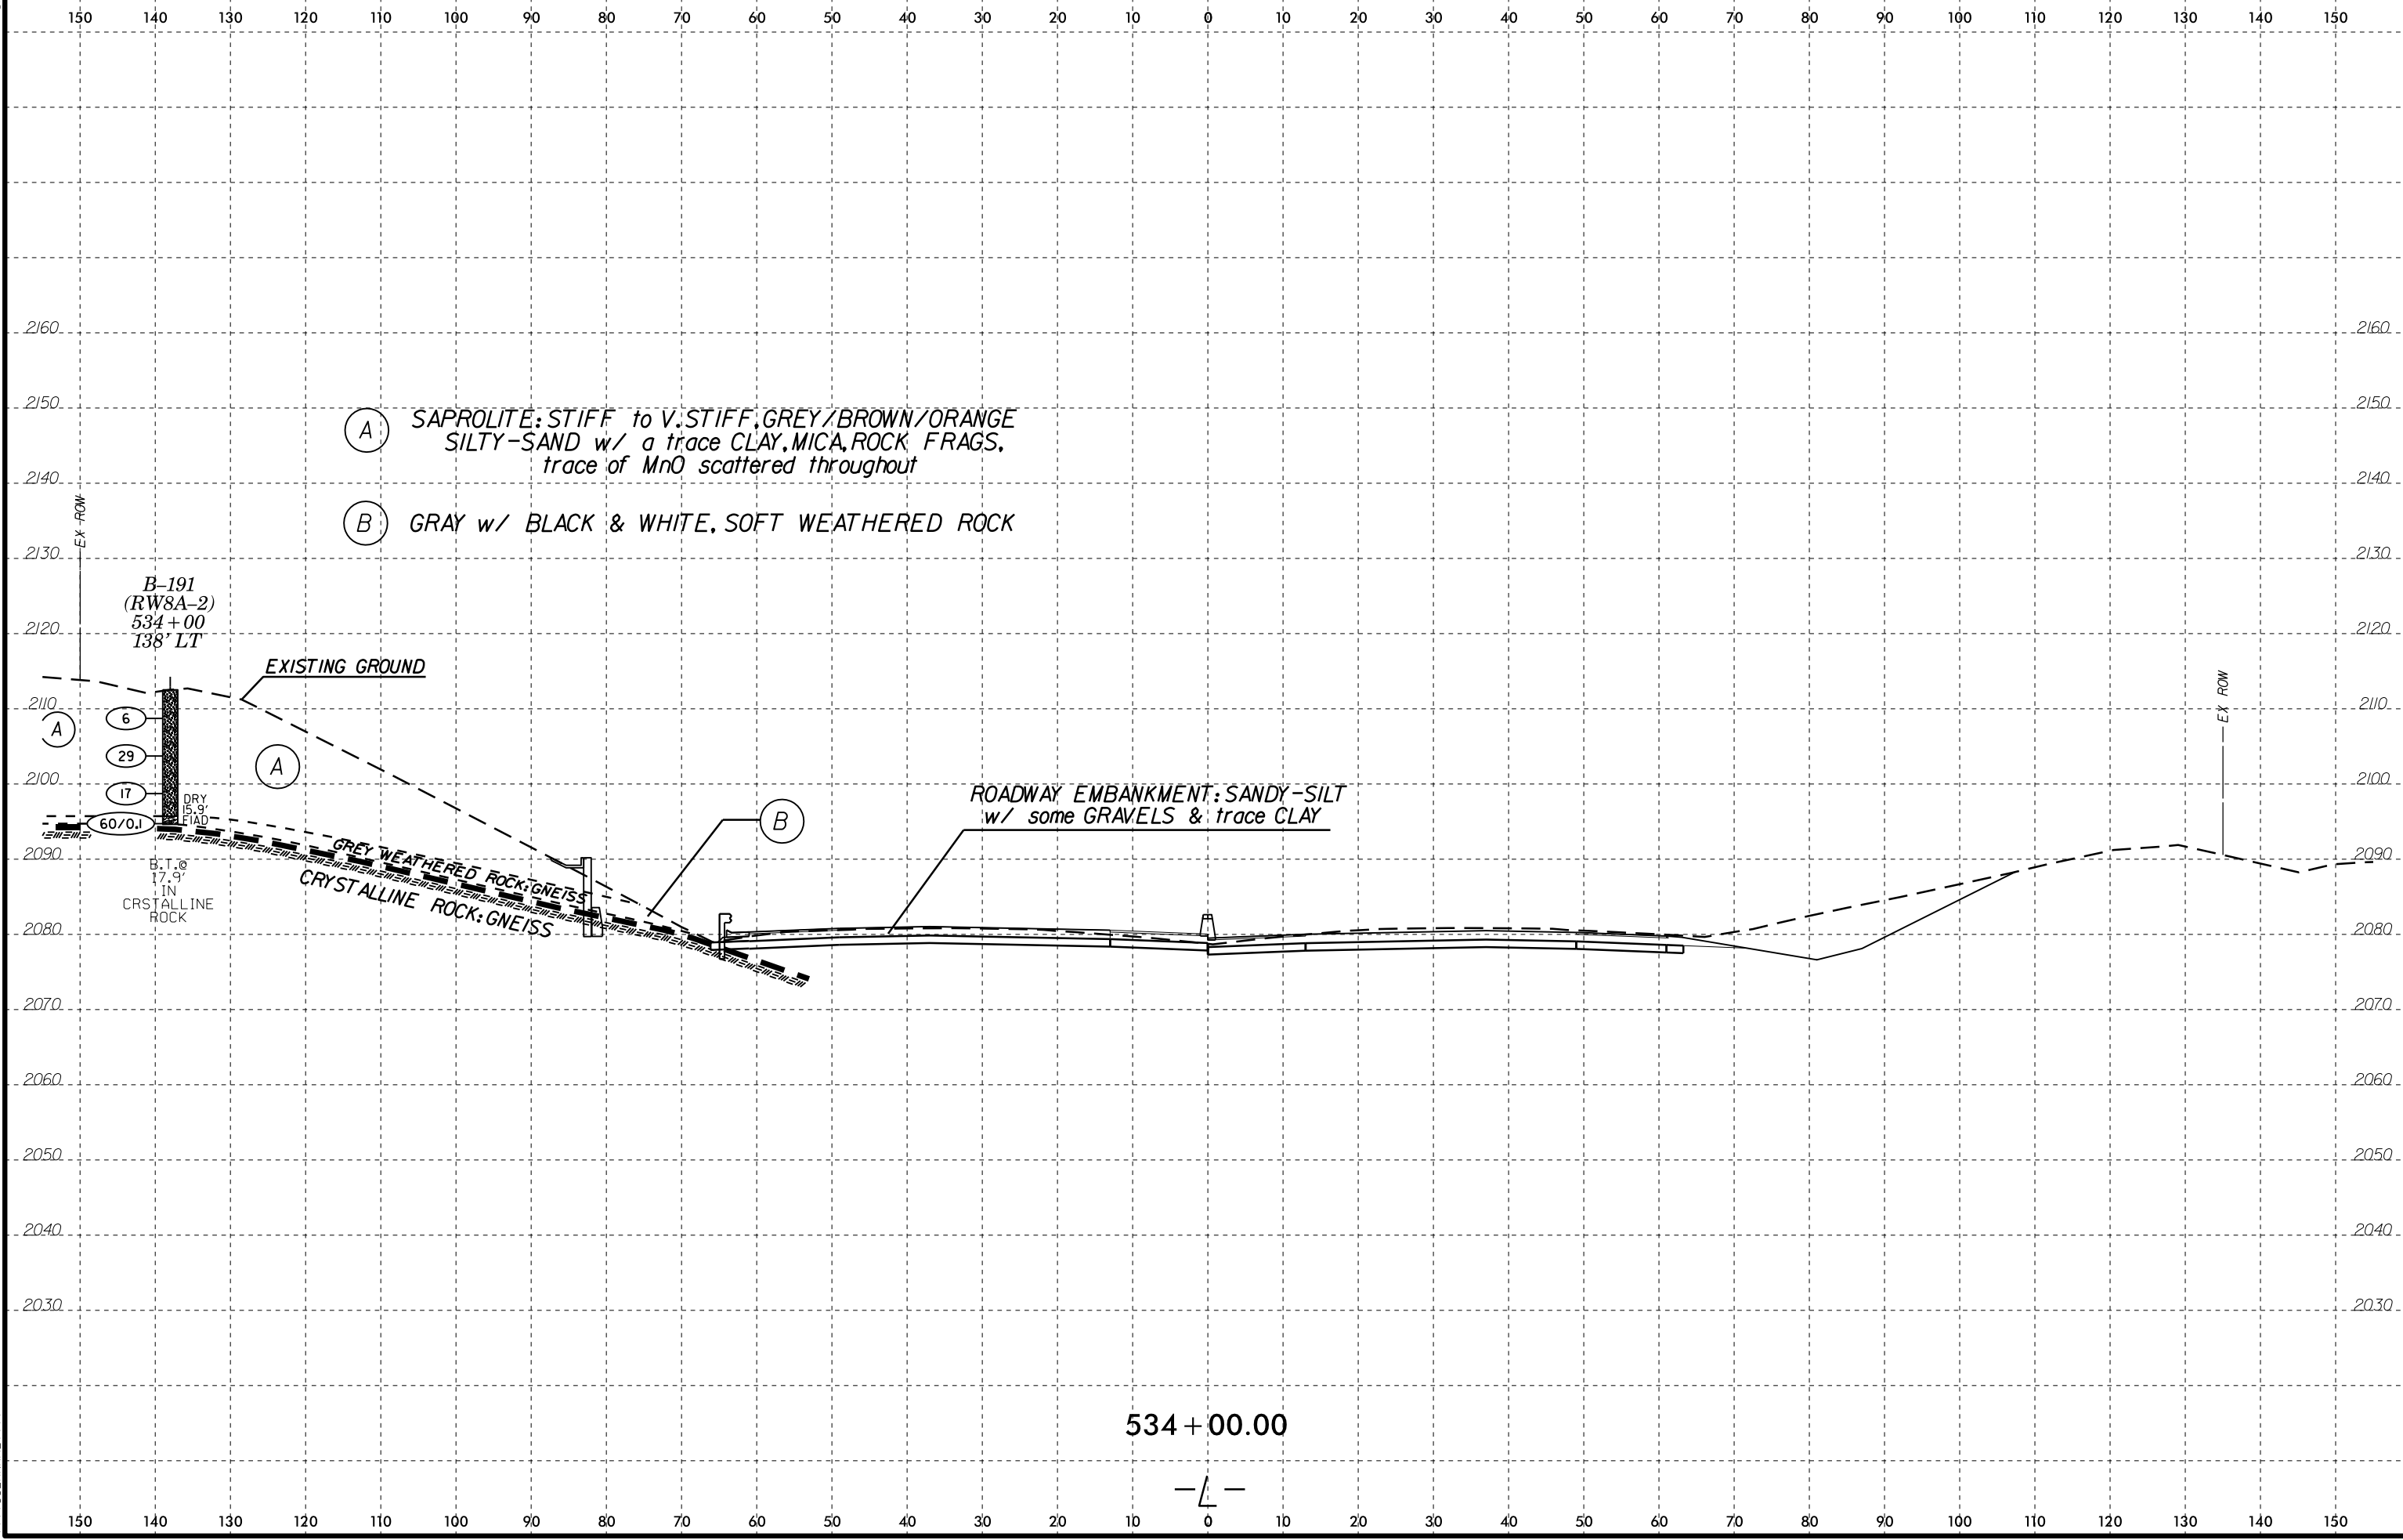 150 140 130 120 110 100 90 80 70 60 50 40 30 20 10 0 10 20 30 40 50 60 70 80 90 100 110 120 130 140 150
2160 2160
2150 2150
A SAPROLITE: STIFF to V. STIFF, GREY/BROWN/ORANGE
SILTY-SAND w/ a trace CLAY, MICA, ROCK FRAGS,
trace of MnO scattered throughout
2140 2140
EX ROW
B GRAY w/ BLACK & WHITE, SOFT WEATHERED ROCK
2130 2130
B-191
(RW8A-2)
534+00
138' LT
2120 2120
EXISTING GROUND
EX ROW
2110 2110
A
6
29
A
2100 2100
17
DRY
15.9'
FIAD
60/0.1
B
ROADWAY EMBANKMENT: SANDY-SILT
w/ some GRAVELS & trace CLAY
2090 2090
GREY WEATHERED ROCK: GNEISS
CRYSTALLINE ROCK: GNEISS
B.T.@
17.9'
IN
CRSTALLINE
ROCK
2080 2080
2070 2070
2060 2060
2050 2050
2040 2040
2030 2030
534+00.00
-L-
150 140 130 120 110 100 90 80 70 60 50 40 30 20 10 0 10 20 30 40 50 60 70 80 90 100 110 120 130 140 150